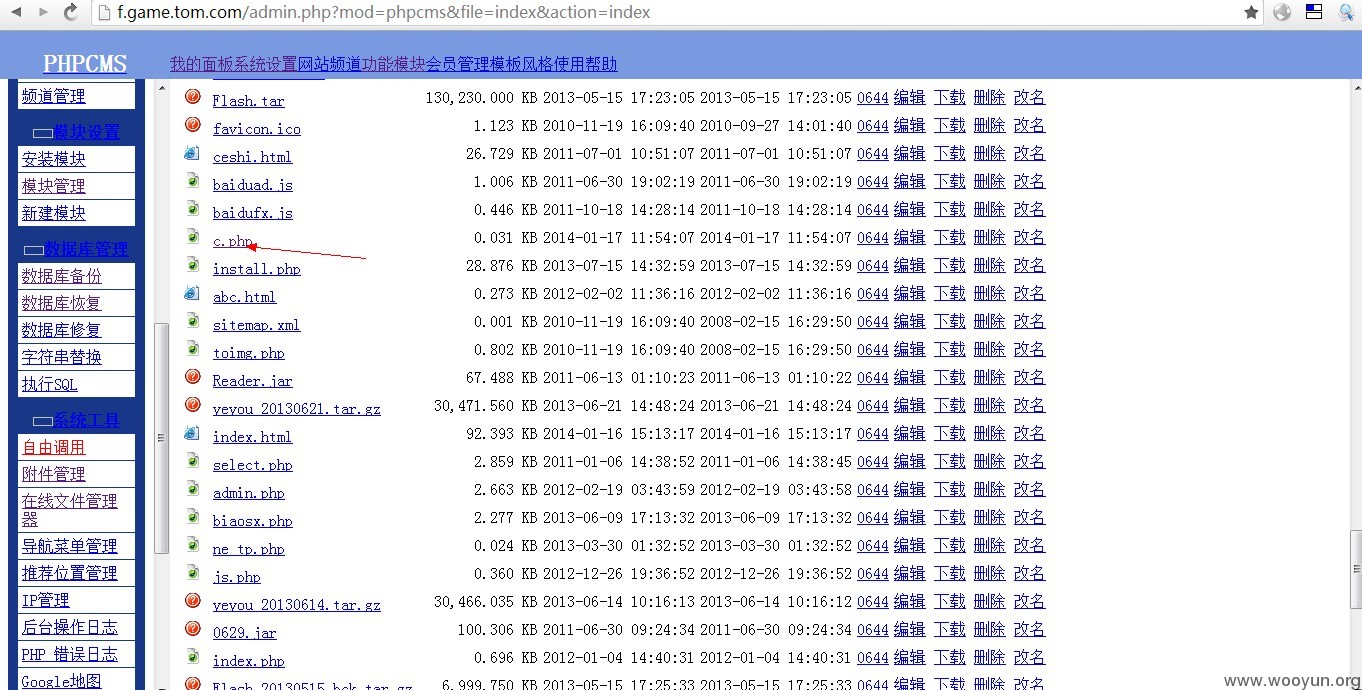 f.game.tom.com/admin.php?mod=phpcms&file=index&action=index
PHPCMS
我的面板系统设置网站频道功能模块会员管理模板风格使用帮助
频道管理
模块设置
安装模块
模块管理
新建模块
数据库管理
数据库备份
数据库恢复
数据库修复
字符串替换
执行SQL
系统工具
自由调用
附件管理
在线文件管理
器
导航菜单管理
推荐位置管理
IP管理
后台操作日志
PHP 错误日志
Google地图
Flash.tar 130,230.000 KB 2013-05-15 17:23:05 2013-05-15 17:23:05 0644 编辑 下载 删除 改名
favicon.ico 1.123 KB 2010-11-19 16:09:40 2010-09-27 14:01:40 0644 编辑 下载 删除 改名
ceshi.html 26.729 KB 2011-07-01 10:51:07 2011-07-01 10:51:07 0644 编辑 下载 删除 改名
baiduad.js 1.006 KB 2011-06-30 19:02:19 2011-06-30 19:02:19 0644 编辑 下载 删除 改名
baidufx.js 0.446 KB 2011-10-18 14:28:14 2011-10-18 14:28:14 0644 编辑 下载 删除 改名
c.php 0.031 KB 2014-01-17 11:54:07 2014-01-17 11:54:07 0644 编辑 下载 删除 改名
install.php 28.876 KB 2013-07-15 14:32:59 2013-07-15 14:32:59 0644 编辑 下载 删除 改名
abc.html 0.273 KB 2012-02-02 11:36:16 2012-02-02 11:36:16 0644 编辑 下载 删除 改名
sitemap.xml 0.001 KB 2010-11-19 16:09:40 2008-02-15 16:29:50 0644 编辑 下载 删除 改名
toimg.php 0.802 KB 2010-11-19 16:09:40 2008-02-15 16:29:50 0644 编辑 下载 删除 改名
Reader.jar 67.488 KB 2011-06-13 01:10:23 2011-06-13 01:10:22 0644 编辑 下载 删除 改名
yeyou_20130621.tar.gz 30,471.560 KB 2013-06-21 14:48:24 2013-06-21 14:48:24 0644 编辑 下载 删除 改名
index.html 92.393 KB 2014-01-16 15:13:17 2014-01-16 15:13:17 0644 编辑 下载 删除 改名
select.php 2.859 KB 2011-01-06 14:38:52 2011-01-06 14:38:45 0644 编辑 下载 删除 改名
admin.php 2.663 KB 2012-02-19 03:43:59 2012-02-19 03:43:58 0644 编辑 下载 删除 改名
biaosx.php 2.277 KB 2013-06-09 17:13:32 2013-06-09 17:13:32 0644 编辑 下载 删除 改名
ne_tp.php 0.024 KB 2013-03-30 01:32:52 2013-03-30 01:32:52 0644 编辑 下载 删除 改名
js.php 0.360 KB 2012-12-26 19:36:52 2012-12-26 19:36:52 0644 编辑 下载 删除 改名
yeyou_20130614.tar.gz 30,466.035 KB 2013-06-14 10:16:13 2013-06-14 10:16:12 0644 编辑 下载 删除 改名
0629.jar 100.306 KB 2011-06-30 09:24:34 2011-06-30 09:24:34 0644 编辑 下载 删除 改名
index.php 0.696 KB 2012-01-04 14:40:31 2012-01-04 14:40:31 0644 编辑 下载 删除 改名
Flash_20130515_bck.tar.gz 6,999.750 KB 2013-05-15 17:33:55 2013-05-15 17:33:55 0644 编辑 下载 删除 改名
www.wooyun.org